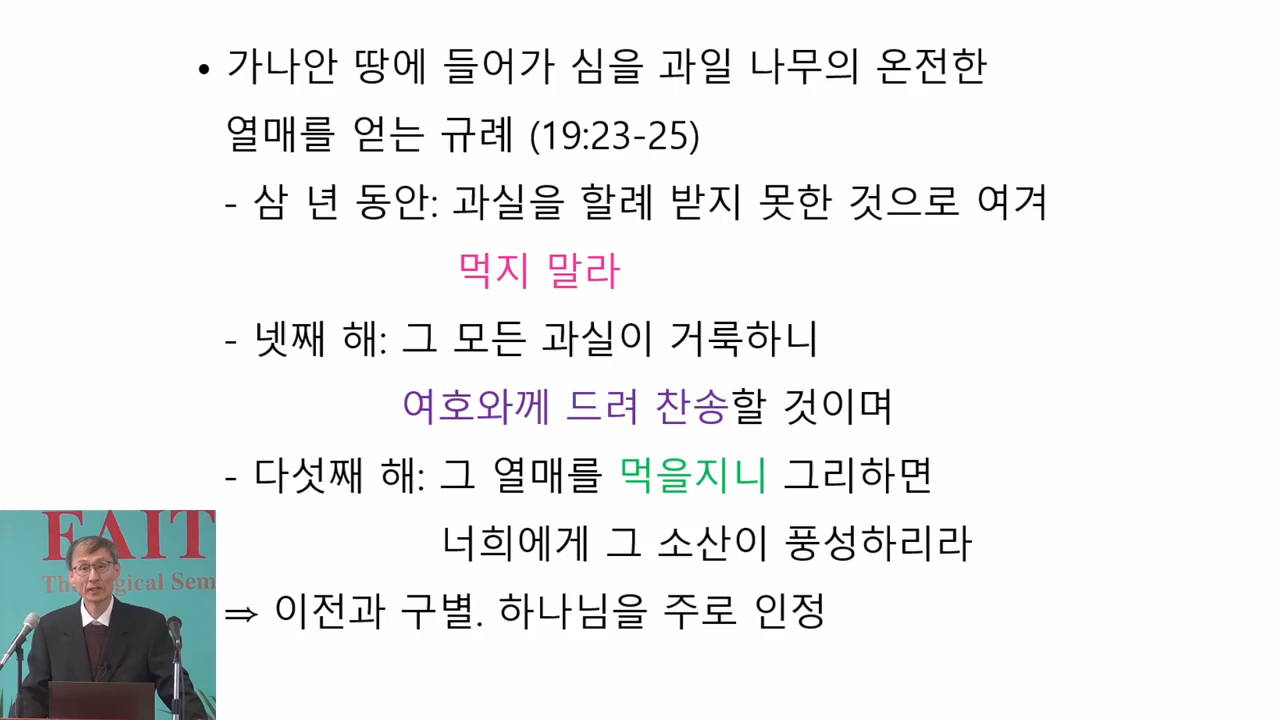 • 가나안 땅에 들어가 심을 과일 나무의 온전한
열매를 얻는 규례 (19:23-25)
- 삼 년 동안: 과실을 할례 받지 못한 것으로 여겨
먹지 말라
- 넷째 해: 그 모든 과실이 거룩하니
여호와께 드려 찬송할 것이며
- 다섯째 해: 그 열매를 먹을지니 그리하면
너희에게 그 소산이 풍성하리라
⇒ 이전과 구별. 하나님을 주로 인정
FAIT
Sem